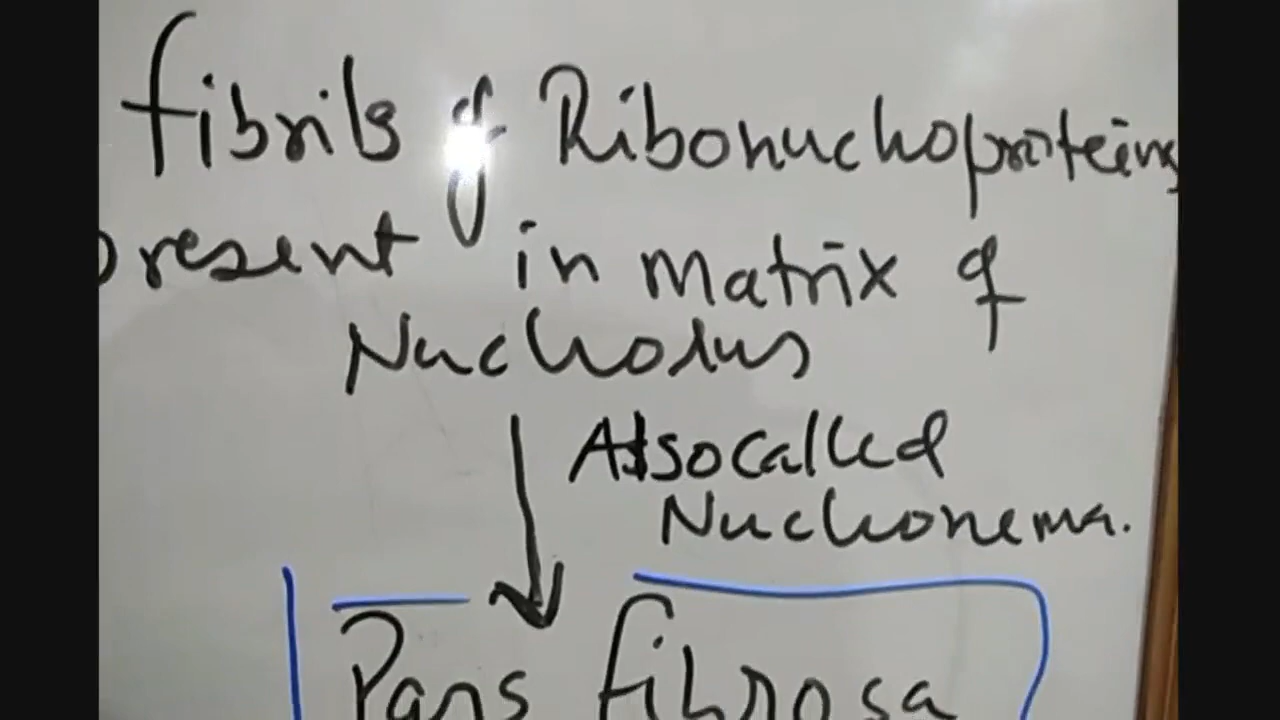 fibrils of Ribonucleoproteins
present in matrix of
Nucleolus
Also called
Nucleonema.
Pars fibrosa